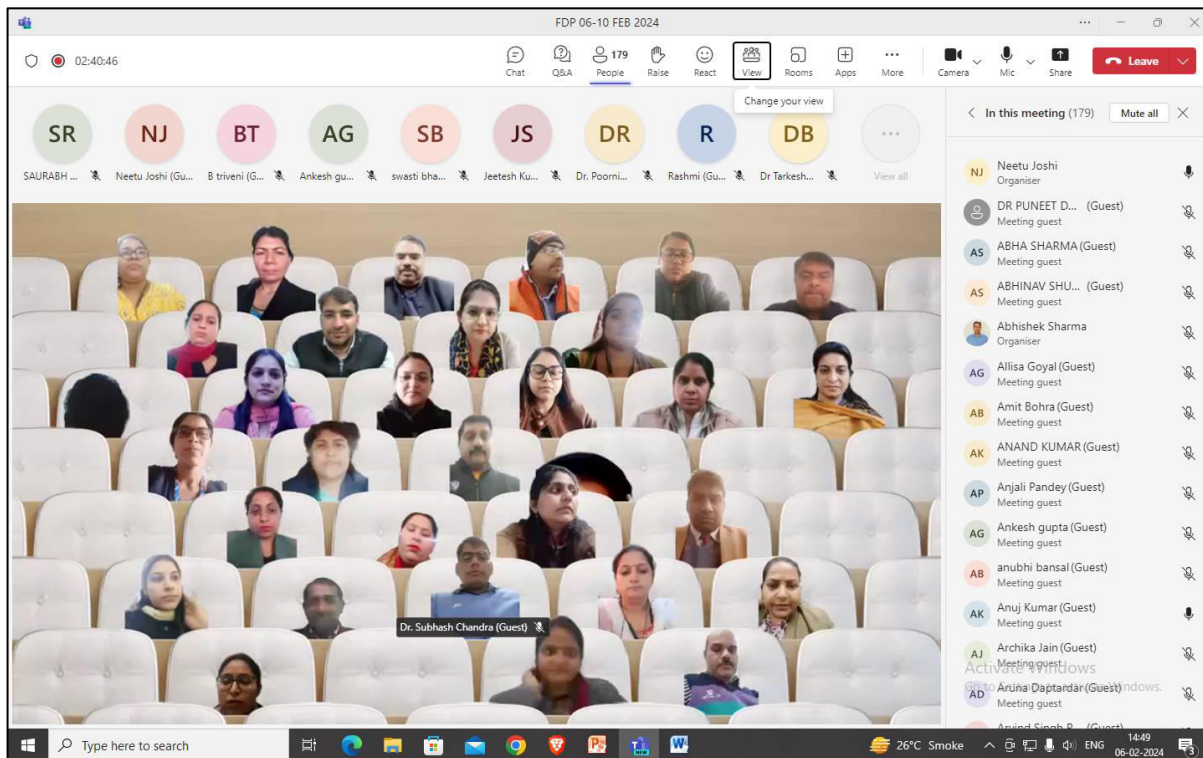 FDP 06-10 FEB 2024
02:40:46
179
Chat
Q&A
People
Raise
React
View
Rooms
Apps
More
Camera
Mic
Share
Leave
Change your view
SR
NJ
BT
AG
SB
JS
DR
R
DB
SAURABH ...
Neetu Joshi (Gu...
B triveni (G...
Ankesh gu...
swasti bha...
Jeetesh Ku...
Dr. Poorni...
Rashmi (Gu...
Dr Tarkesh...
View all
Dr. Subhash Chandra (Guest)
In this meeting (179)
Mute all
NJ
Neetu Joshi
Organiser
DR PUNEET D... (Guest)
Meeting guest
AS
ABHA SHARMA (Guest)
Meeting guest
AS
ABHINAV SHU... (Guest)
Meeting guest
Abhishek Sharma
Organiser
AG
Allisa Goyal (Guest)
Meeting guest
AB
Amit Bohra (Guest)
Meeting guest
AK
ANAND KUMAR (Guest)
Meeting guest
AP
Anjali Pandey (Guest)
Meeting guest
AG
Ankesh gupta (Guest)
Meeting guest
AB
anubhi bansal (Guest)
Meeting guest
AK
Anuj Kumar (Guest)
Meeting guest
AJ
Archika Jain (Guest)
Meeting guest
Activate Windows
AD
Aruna Daptardar (Guest)
Meeting guest
Type here to search
26°C Smoke
ENG
14:49
06-02-2024